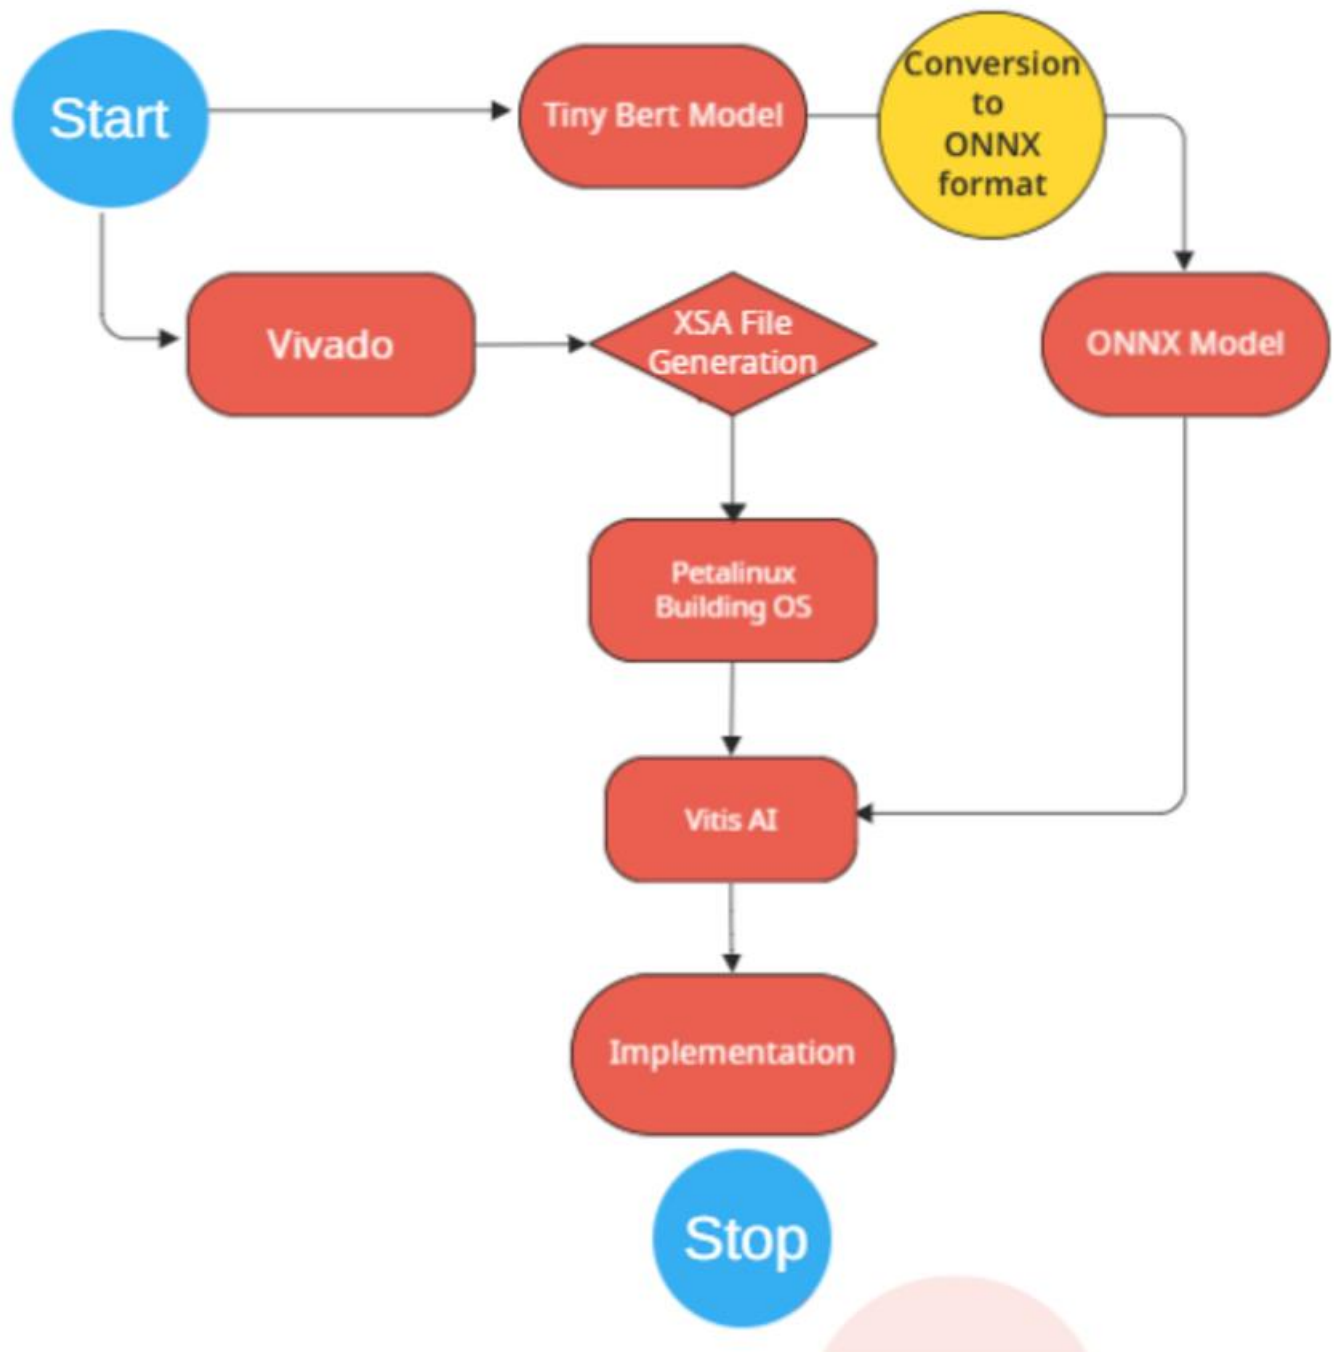 Start
Tiny Bert Model
Conversion
to
ONNX
format
Vivado
XSA File
Generation
ONNX Model
Petalinux
Building OS
Vitis AI
Implementation
Stop